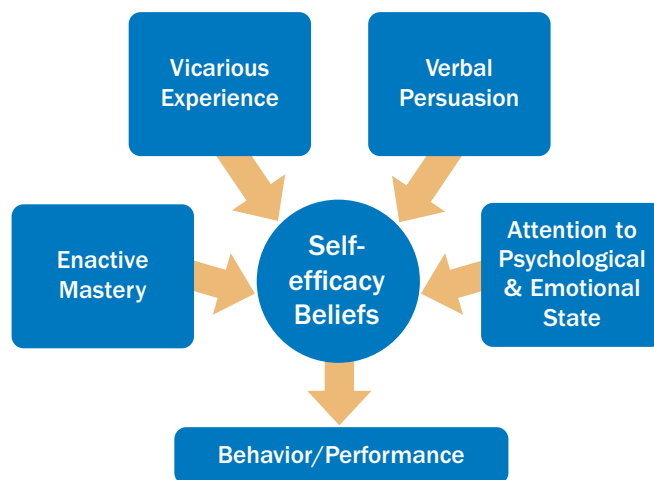 Vicarious
Experience
Verbal
Persuasion
Enactive
Mastery
Self-
efficacy
Beliefs
Attention to
Psychological
& Emotional
State
Behavior/Performance